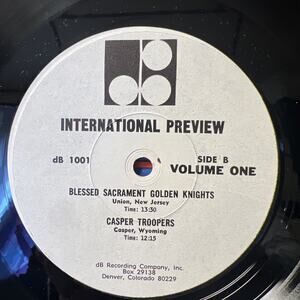 INTERNATIONAL PREVIEW
dB 1001
SIDE B
VOLUME ONE
BLESSED SACRAMENT GOLDEN KNIGHTS
Union, New Jersey
Time: 13:30
CASPER TROOPERS
Casper, Wyoming
Time: 12:15
dB Recording Company, Inc.
Box 29138
Denver, Colorado 80229